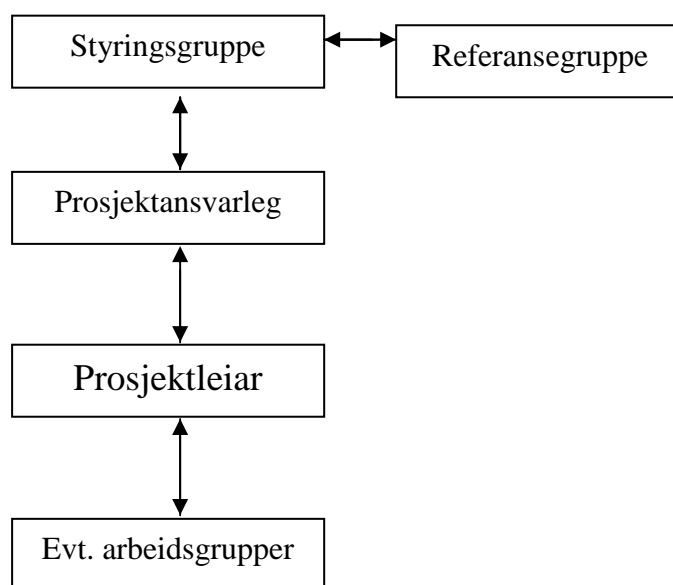 Styringsgruppe
Referansegruppe
Prosjektansvarleg
Prosjektleiar
Evt. arbeidsgrupper